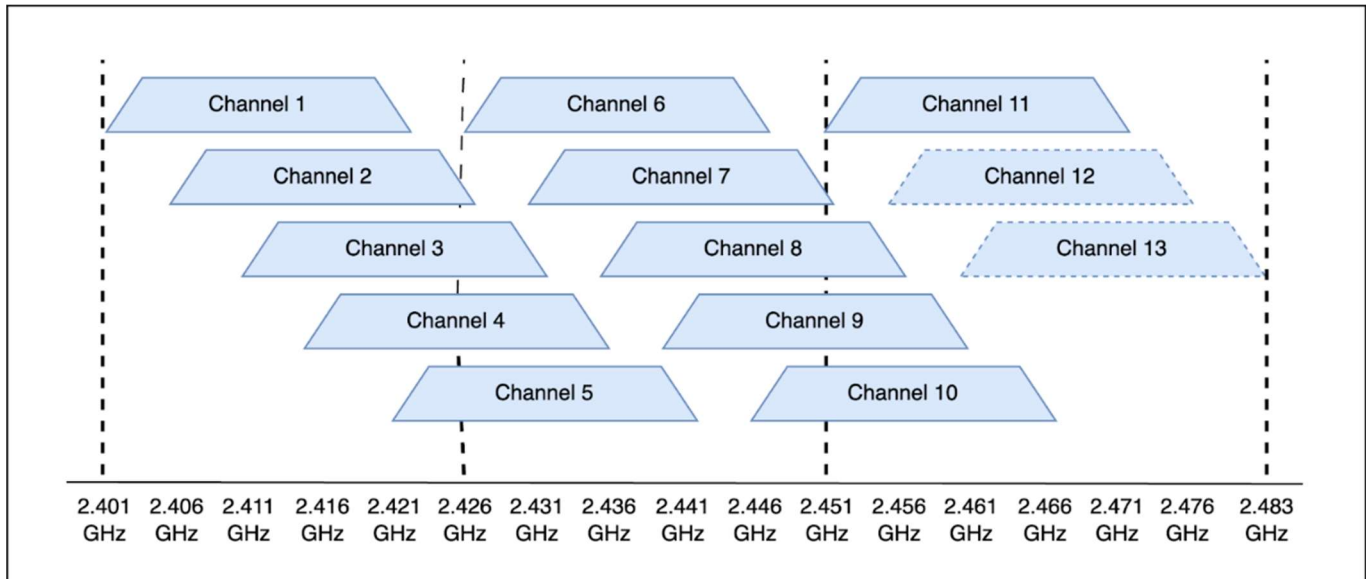 Channel 1
Channel 6
Channel 11
Channel 2
Channel 7
Channel 12
Channel 3
Channel 8
Channel 13
Channel 4
Channel 9
Channel 5
Channel 10
2.401 2.406 2.411 2.416 2.421 2.426 2.431 2.436 2.441 2.446 2.451 2.456 2.461 2.466 2.471 2.476 2.483
GHz GHz GHz GHz GHz GHz GHz GHz GHz GHz GHz GHz GHz GHz GHz GHz GHz